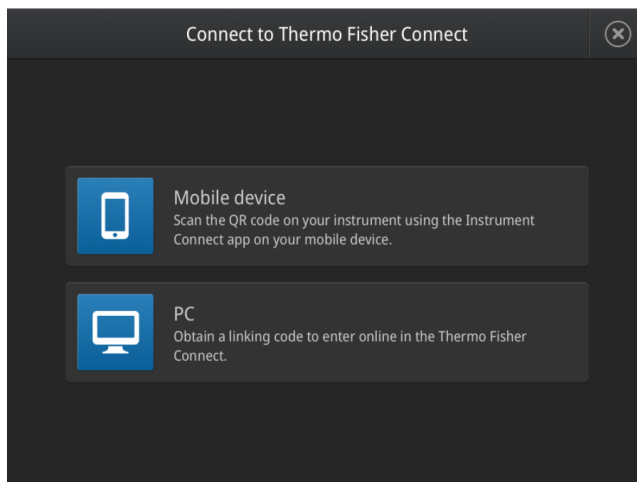 Connect to Thermo Fisher Connect
Mobile device
Scan the QR code on your instrument using the Instrument
Connect app on your mobile device.
PC
Obtain a linking code to enter online in the Thermo Fisher
Connect.